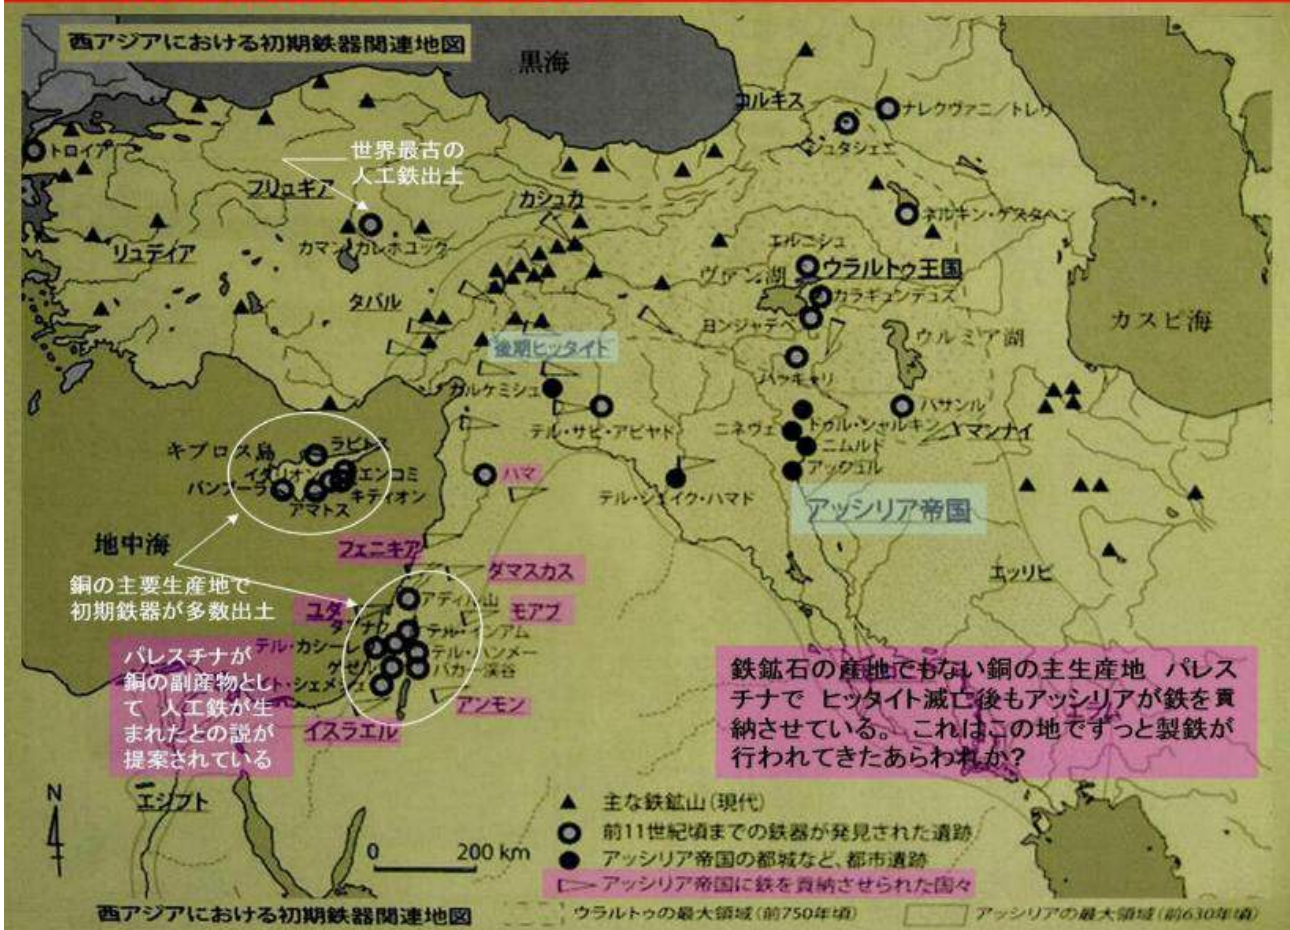 西アジアにおける初期鉄器関連地図
黒海
コルキス
ナレクヴァニ/トレリ
シュタシェニ
トロイア
世界最古の
人工鉄出土
フリュギア
カシュカ
ネルキン・ゲタスヘン
カマン・カレホユック
リュディア
エルニシュ
ヴァン湖
ウラルトゥ王国
カラギュンデュズ
タバル
ヨンジャテペ
ウルミア湖
カスピ海
後期ヒッタイト
ハッキャリ
カルケミシュ
ハサンル
テル・サビ・アビヤド
ニネヴェ
ドゥル・シャルキン
マンナイ
ニムルド
キプロス島
ラピトス
イダリオン
エンコミ
バンブーラ
キティオン
アマトス
ハマ
アッシュル
テル・シェイク・ハマド
アッシリア帝国
地中海
フェニキア
ダマスカス
エッリピ
銅の主要生産地で
初期鉄器が多数出土
アディル山
ユダ
モアブ
タアナク
テル・インアム
テル・カシーレ
テル・ハンメー
ゲゼル
バカー渓谷
ベト・シェメシュ
アンモン
イスラエル
パレスチナが
銅の副産物とし
て 人工鉄が生
まれたとの説が
提案されている
鉄鉱石の産地でもない銅の主生産地 パレス
チナで ヒッタイト滅亡後もアッシリアが鉄を貢
納させている。 これはこの地でずっと製鉄が
行われてきたあらわれか?
エラム
エジプト
N
0 200 km
主な鉄鉱山(現代)
前11世紀頃までの鉄器が発見された遺跡
アッシリア帝国の都城など、都市遺跡
アッシリア帝国に鉄を貢納させられた国々
西アジアにおける初期鉄器関連地図
ウラルトゥの最大領域(前750年頃)
アッシリアの最大領域(前630年頃)